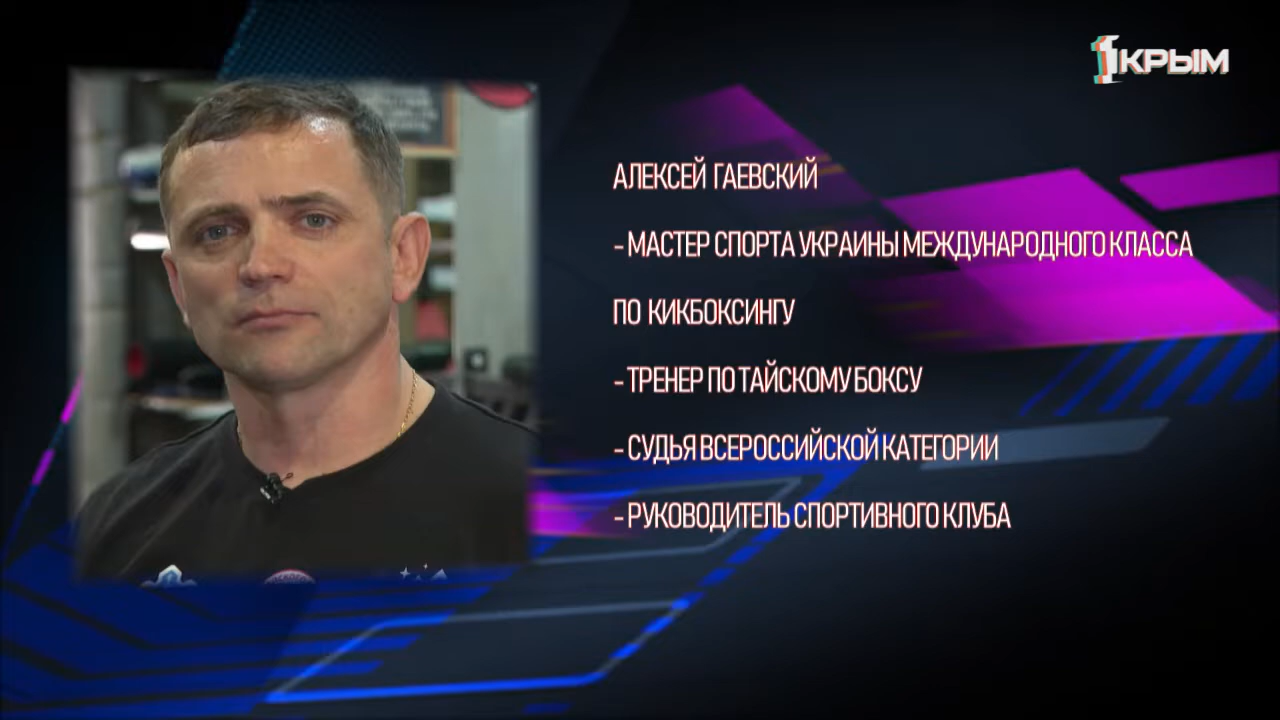 1КРЫМ
АЛЕКСЕЙ ГАЕВСКИЙ
- МАСТЕР СПОРТА УКРАИНЫ МЕЖДУНАРОДНОГО КЛАССА
ПО КИКБОКСИНГУ
- ТРЕНЕР ПО ТАЙСКОМУ БОКСУ
- СУДЬЯ ВСЕРОССИЙСКОЙ КАТЕГОРИИ
- РУКОВОДИТЕЛЬ СПОРТИВНОГО КЛУБА